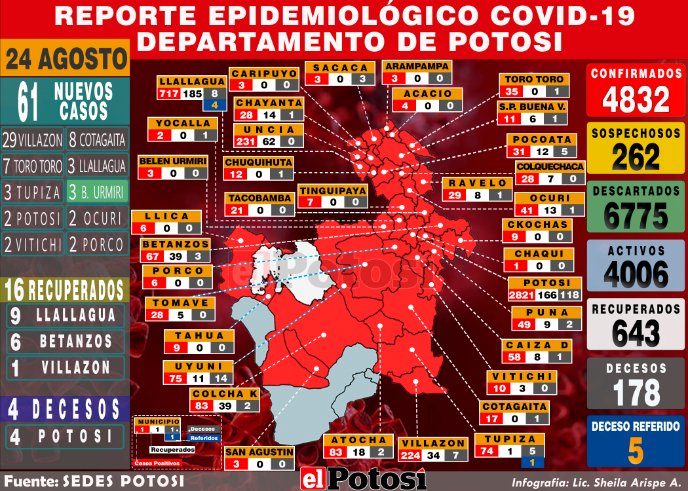 REPORTE EPIDEMIOLÓGICO COVID-19
DEPARTAMENTO DE POTOSI
24 AGOSTO
61 NUEVOS CASOS
29 VILLAZON 8 COTAGAITA
7 TORO TORO 3 LLALLAGUA
3 TUPIZA 3 B. URMIRI
2 POTOSI 2 OCURI
2 VITICHI 2 PORCO
16 RECUPERADOS
9 LLALLAGUA
6 BETANZOS
1 VILLAZON
4 DECESOS
4 POTOSI
LLALLAGUA
717 185 8
4
CARIPUYO
3 0 0
SACACA
3 0 3
ARAMPAMPA
3 0 0
ACACIO
4 0 0
TORO TORO
35 0 1
S.P. BUENA V.
11 6 1
CHAYANTA
28 14 1
YOCALLA
2 0 1
UNCIA
231 62 0
POCOATA
31 12 5
BELEN URMIRI
3 0 0
CHUQUIHUTA
12 0 1
COLQUECHACA
28 7 0
RAVELO
29 8 1
TINGUIPAYA
7 0 0
TACOBAMBA
21 0 0
OCURI
41 13 1
LLICA
6 0 0
CKOCHAS
9 0 0
BETANZOS
67 39 3
CHAQUI
1 0 0
PORCO
6 0 0
POTOSI
2821 166 118
TOMAVE
28 5 0
PUNA
49 9 2
TAHUA
9 0 0
CAIZA D
58 8 1
UYUNI
75 11 14
VITICHI
10 3 0
COLCHA K
83 39 2
COTAGAITA
17 0 1
SAN AGUSTIN
3 0 0
ATOCHA
83 18 2
VILLAZON
224 34 7
TUPIZA
74 1 5
1
MUNICIPIO
1 1 1
1
Decesos
Referidos
Recuperados
Casos Positivos
elPotosí
CONFIRMADOS
4832
SOSPECHOSOS
262
DESCARTADOS
6775
ACTIVOS
4006
RECUPERADOS
643
DECESOS
178
DECESO REFERIDO
5
Fuente: SEDES POTOSI
elPotosí
Infografía: Lic. Sheila Arispe A.